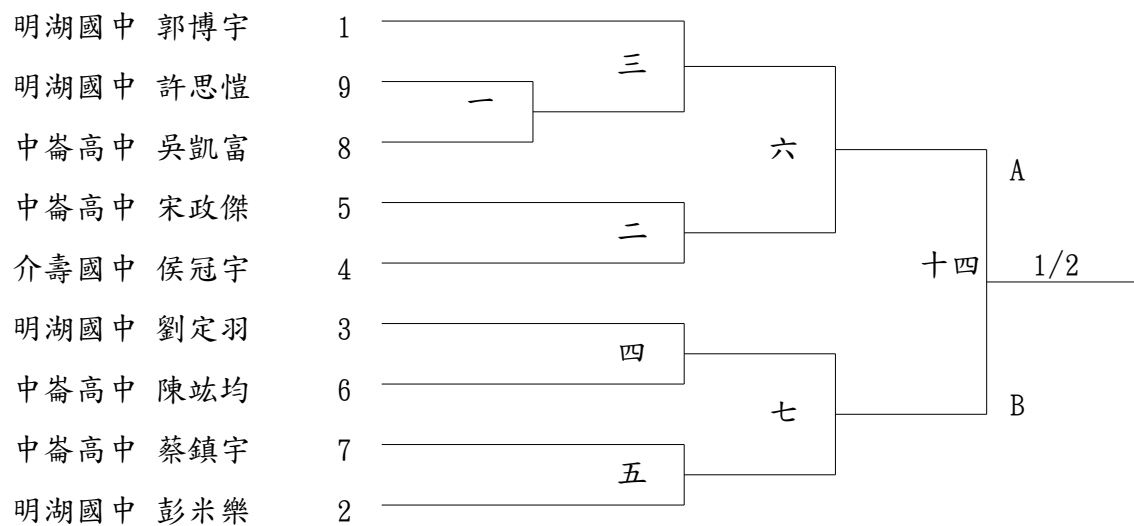 明湖國中 郭博宇 1
三
明湖國中 許思愷 9
一
中崙高中 吳凱富 8
六
A
中崙高中 宋政傑 5
二
介壽國中 侯冠宇 4
十四 1/2
明湖國中 劉定羽 3
四
中崙高中 陳竑均 6
七
B
中崙高中 蔡鎮宇 7
五
明湖國中 彭米樂 2